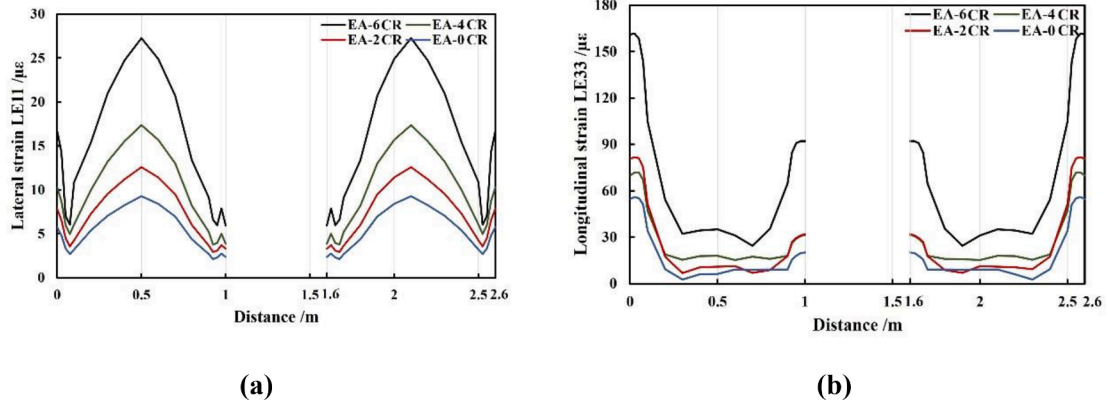 EA-6CR EA-4CR
EA-2CR EA-0CR
Lateral strain LE11 /με
30
25
20
15
10
5
0
0 0.5 1 1.5 1.6 2 2.5 2.6
Distance /m
(a)
EA-6CR EA-4CR
EA-2CR EA-0CR
Longitudinal strain LE33 /με
180
150
120
90
60
30
0
0 0.5 1 1.5 1.6 2 2.5 2.6
Distance /m
(b)